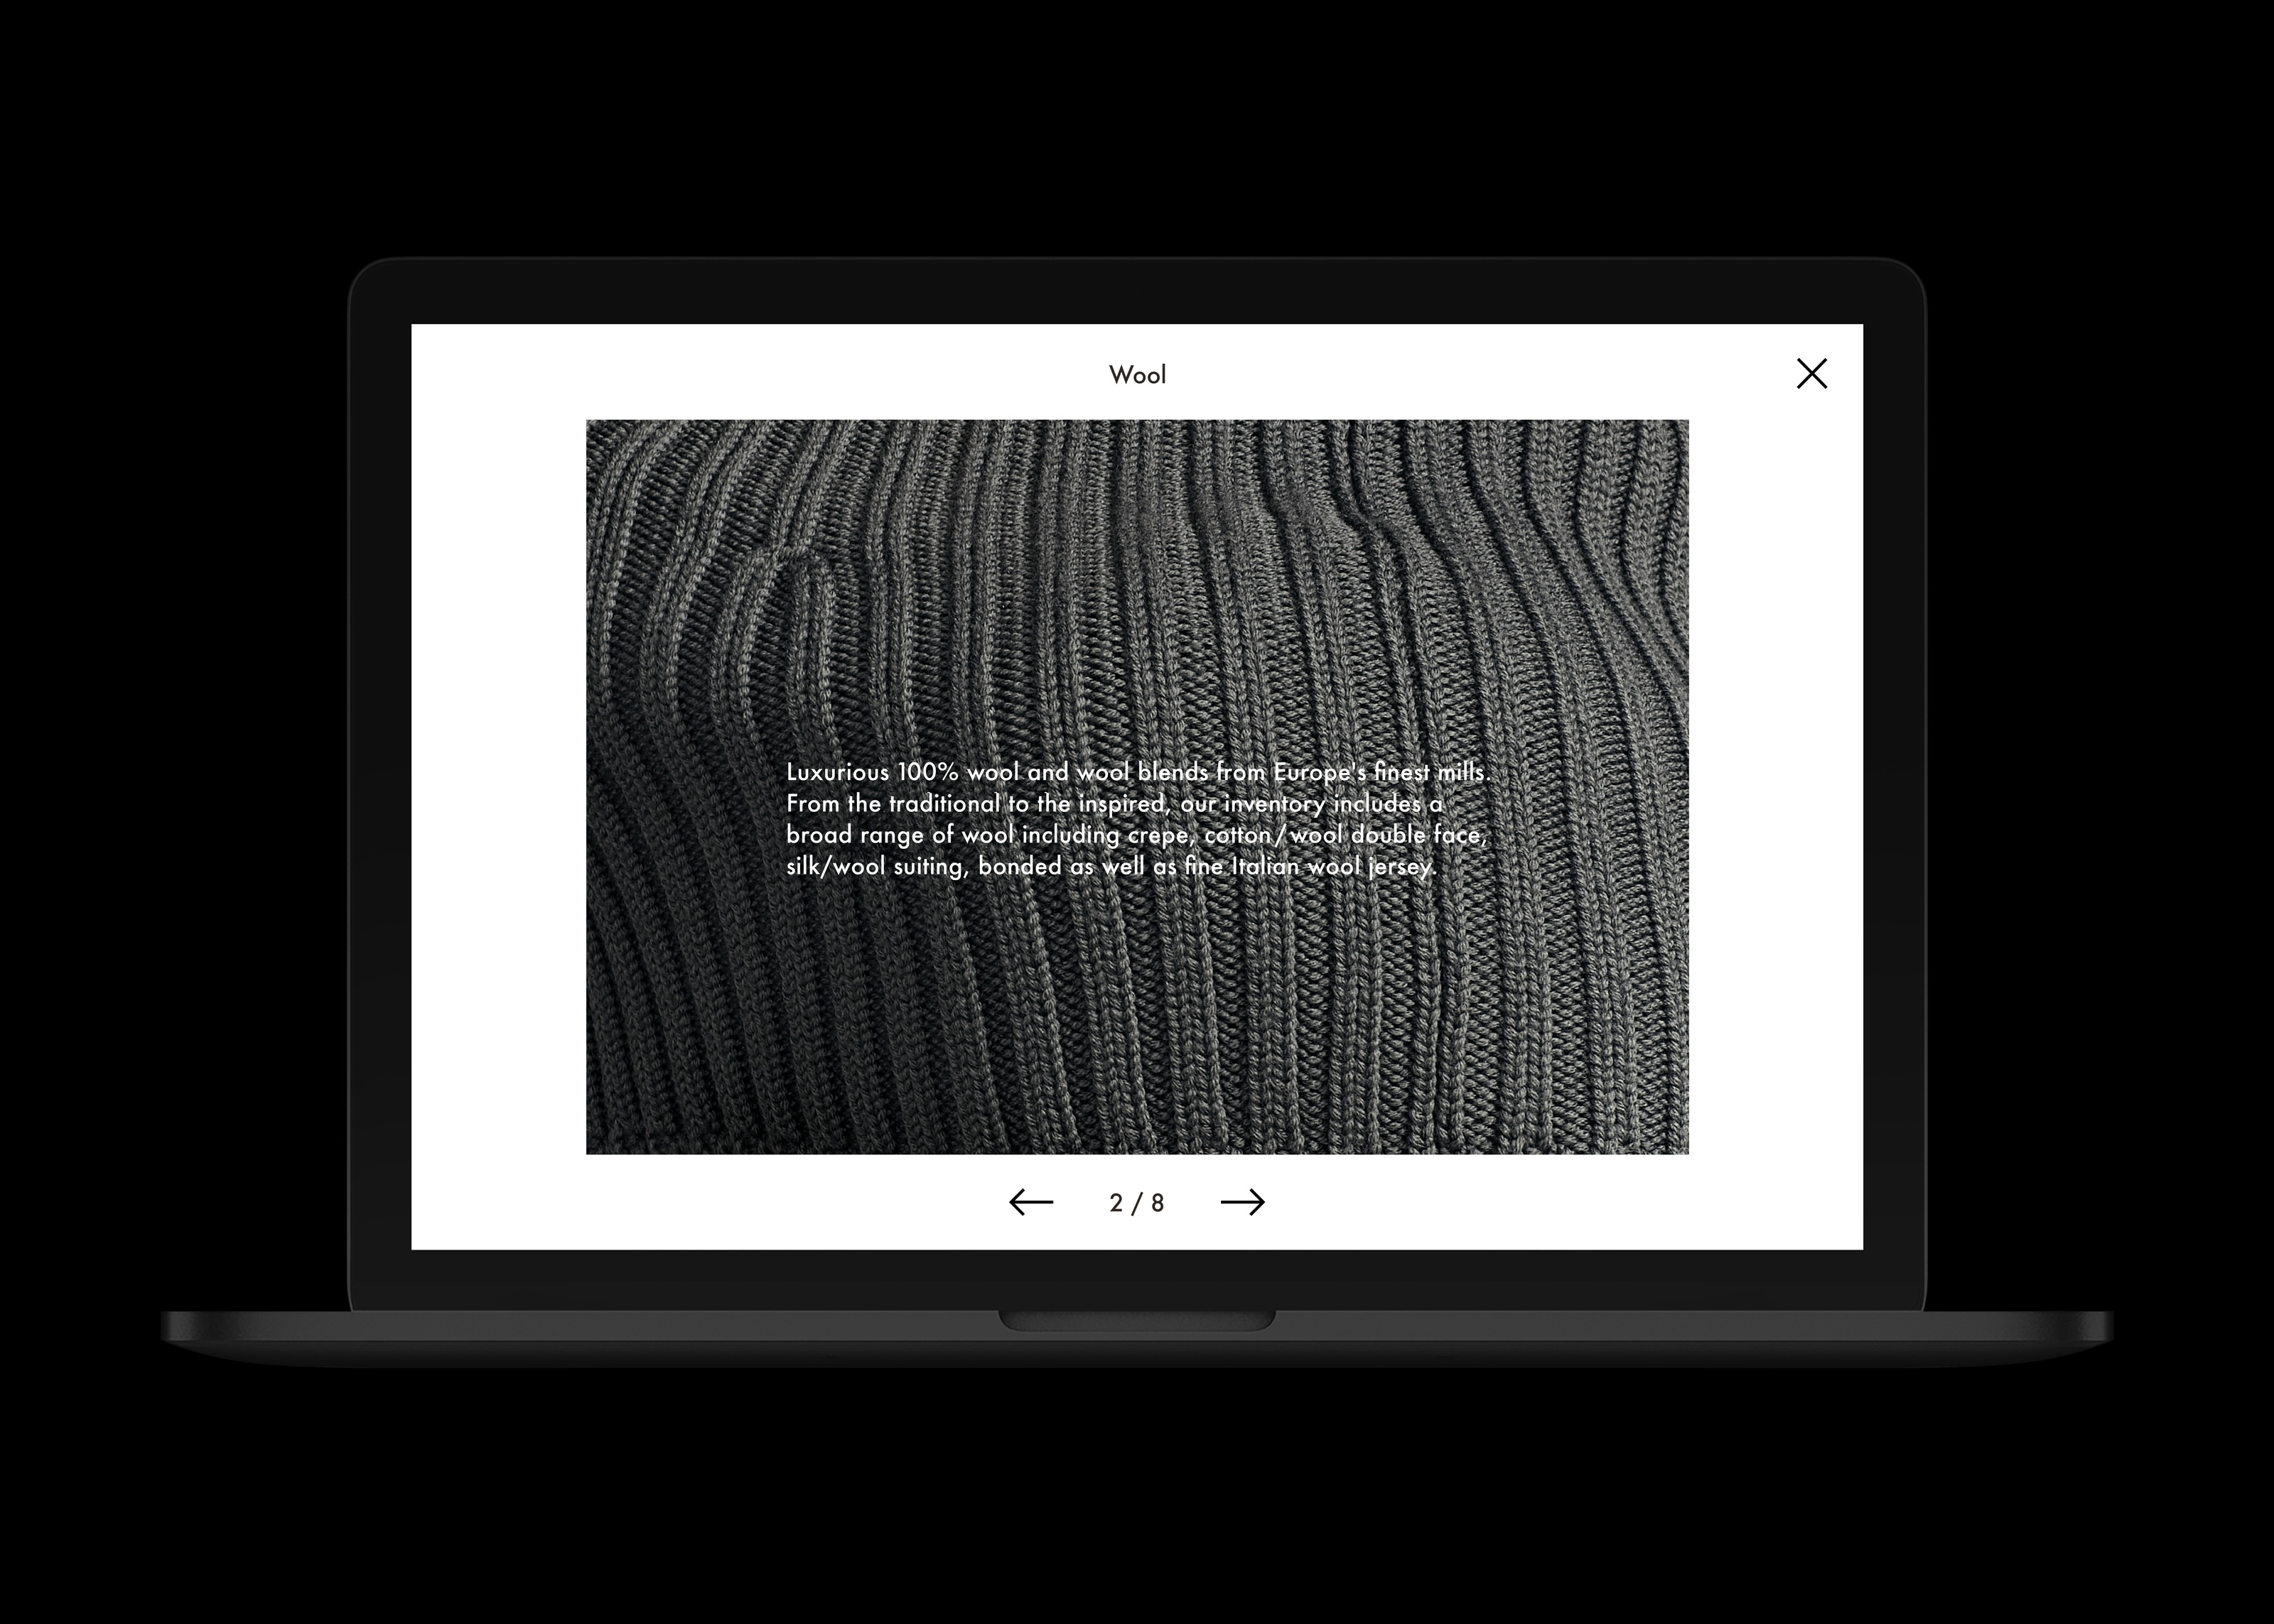 Wool
Luxurious 100% wool and wool blends from Europe's finest mills.
From the traditional to the inspired, our inventory includes a
broad range of wool including crepe, cotton/wool double face,
silk/wool suiting, bonded as well as fine Italian wool jersey.
2 / 8